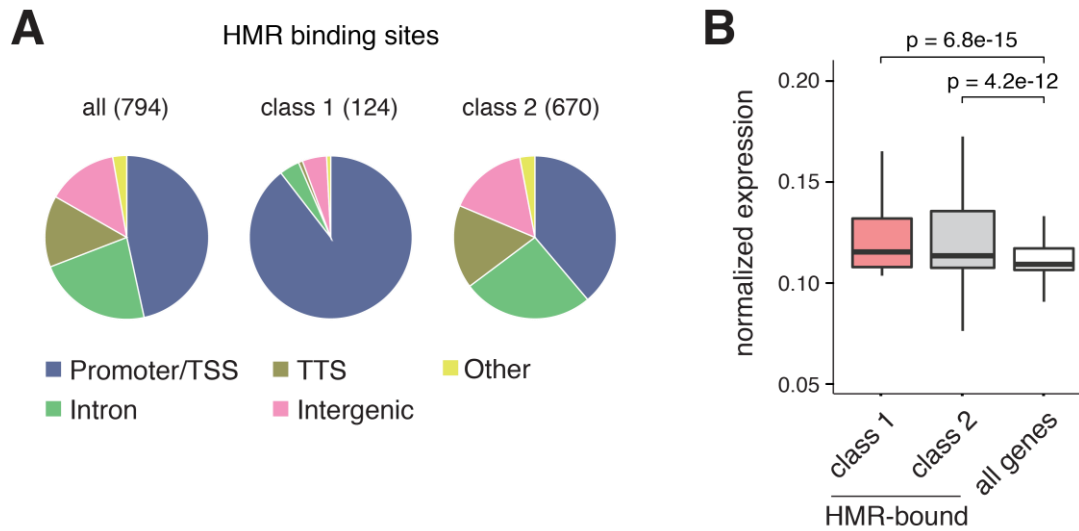 A
HMR binding sites
all (794)
class 1 (124)
class 2 (670)
Promoter/TSS
TTS
Other
Intron
Intergenic
B
p = 6.8e-15
p = 4.2e-12
normalized expression
0.20
0.15
0.10
0.05
class 1
class 2
all genes
HMR-bound